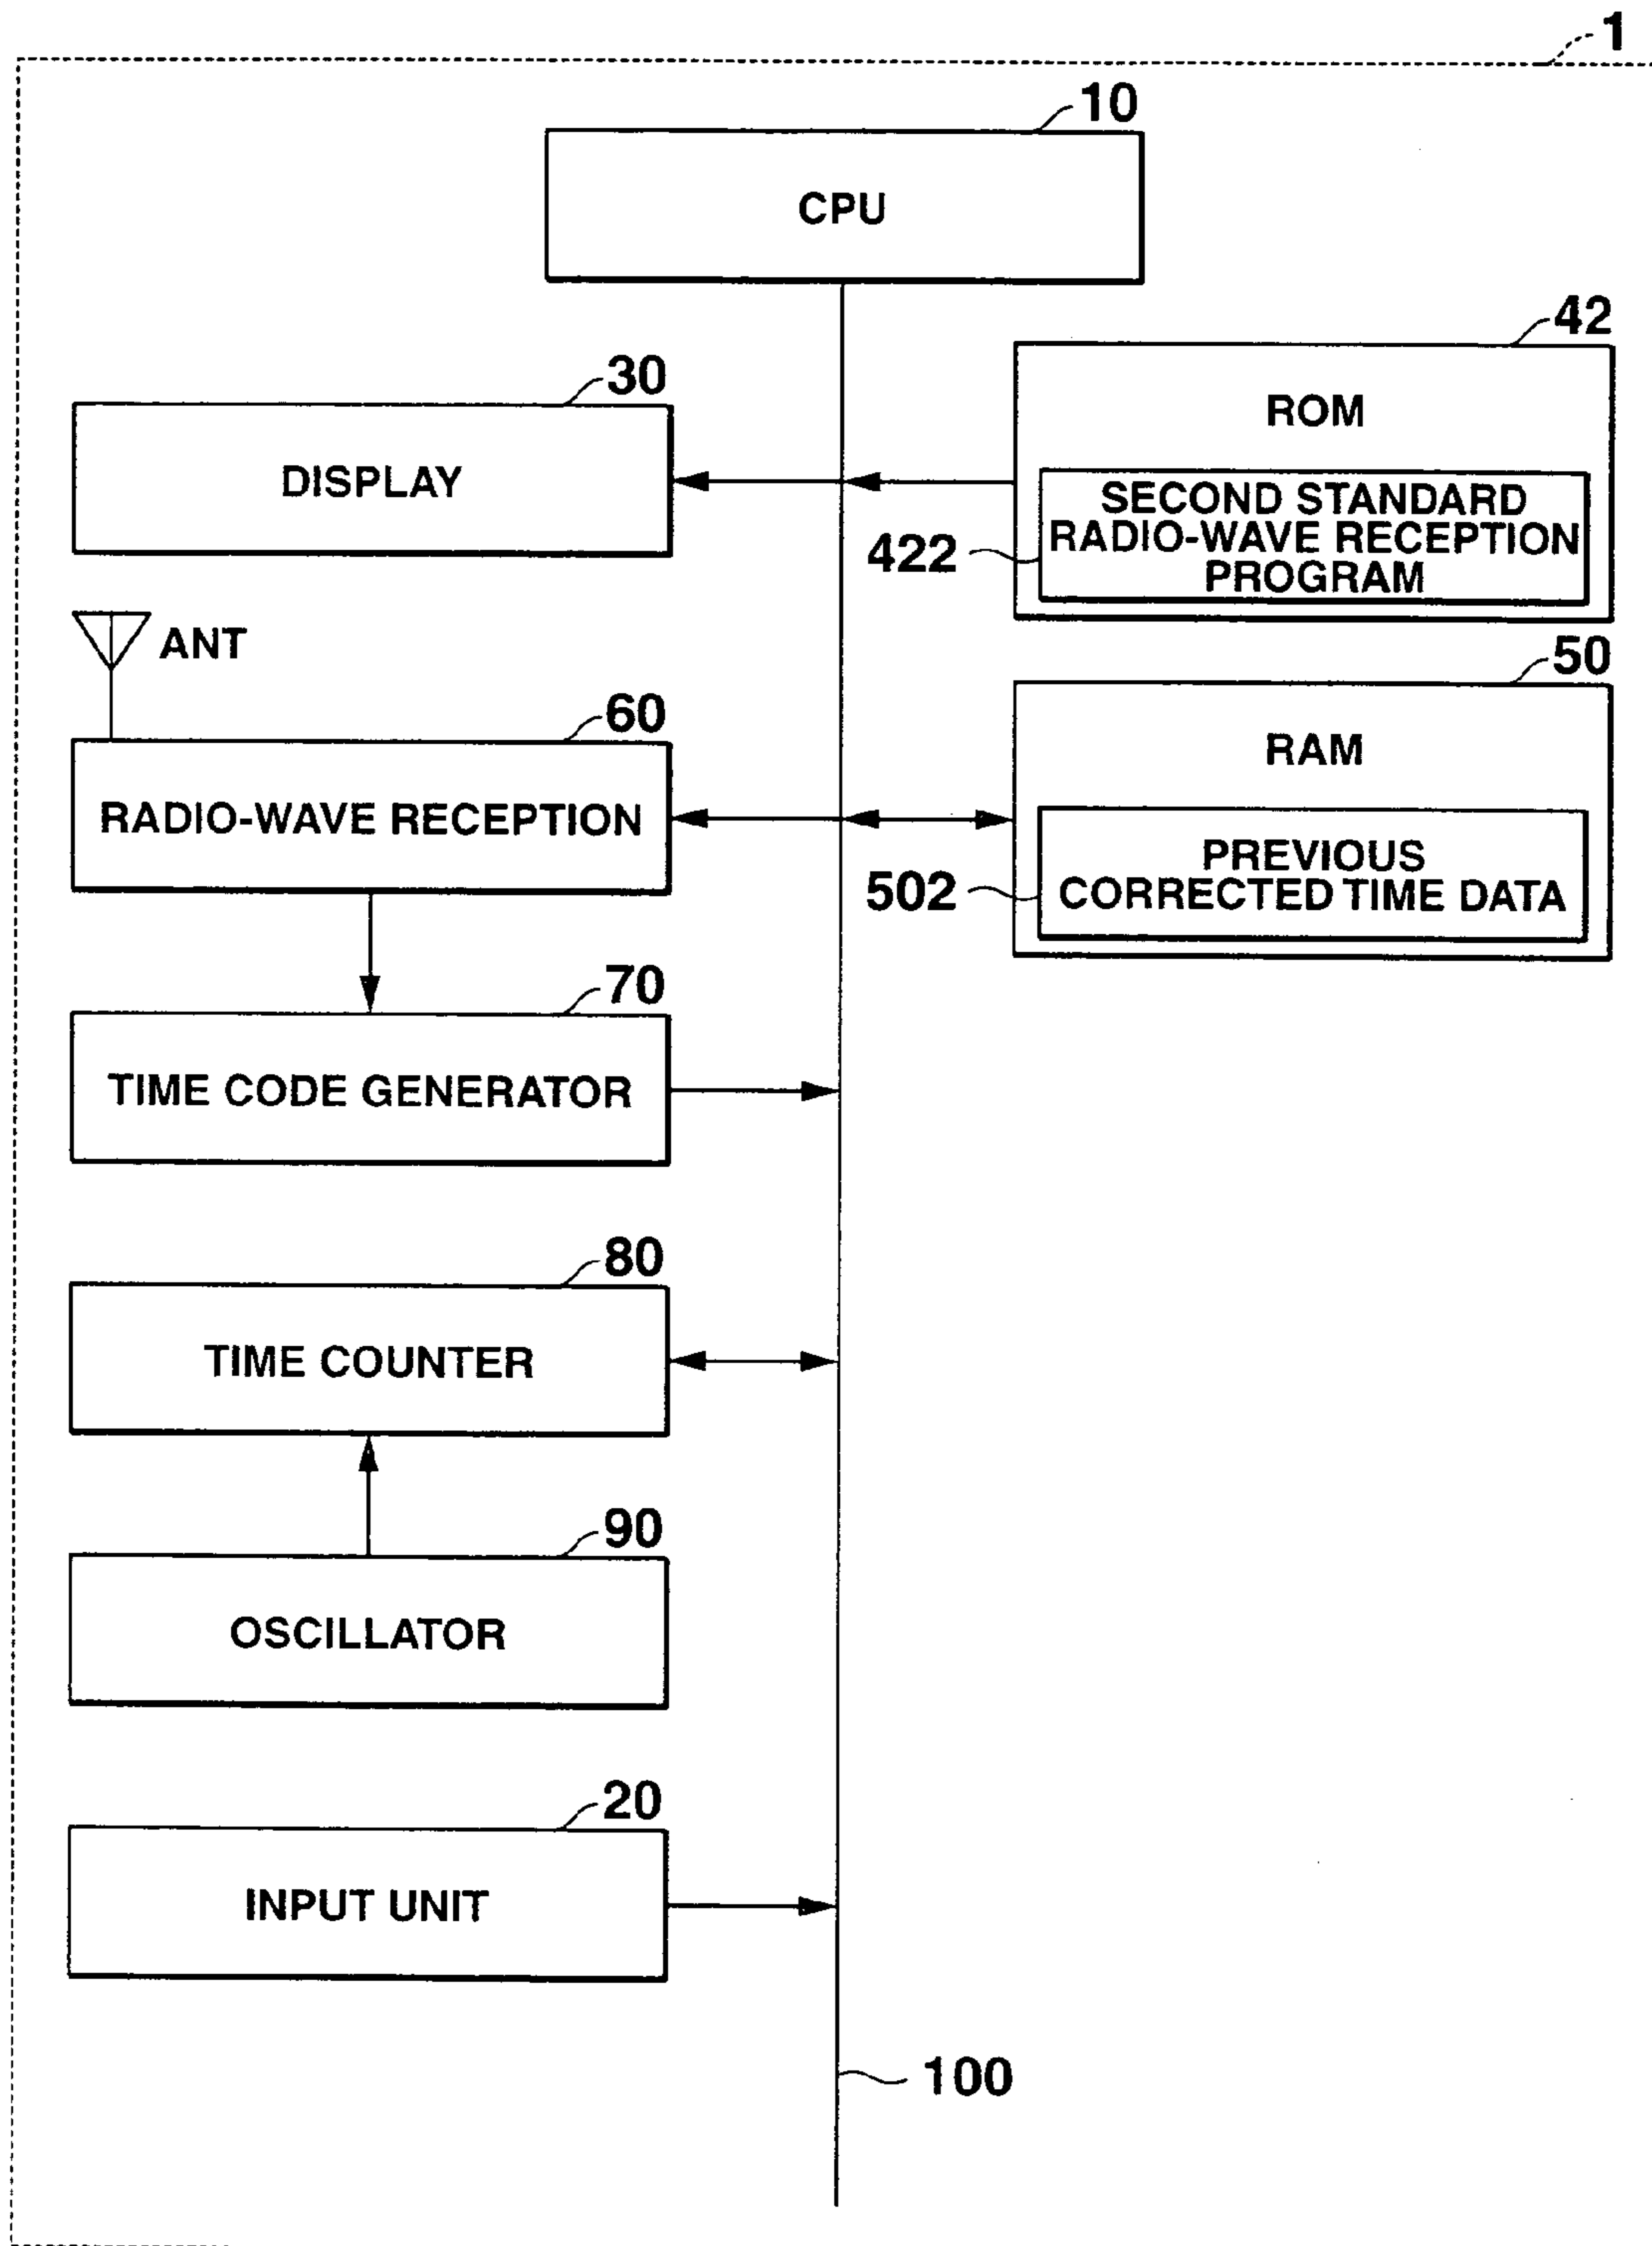 1
10
CPU
42
ROM
SECOND STANDARD
RADIO-WAVE RECEPTION
PROGRAM
422
30
DISPLAY
ANT
50
RAM
PREVIOUS
CORRECTED TIME DATA
502
60
RADIO-WAVE RECEPTION
70
TIME CODE GENERATOR
80
TIME COUNTER
90
OSCILLATOR
20
INPUT UNIT
100